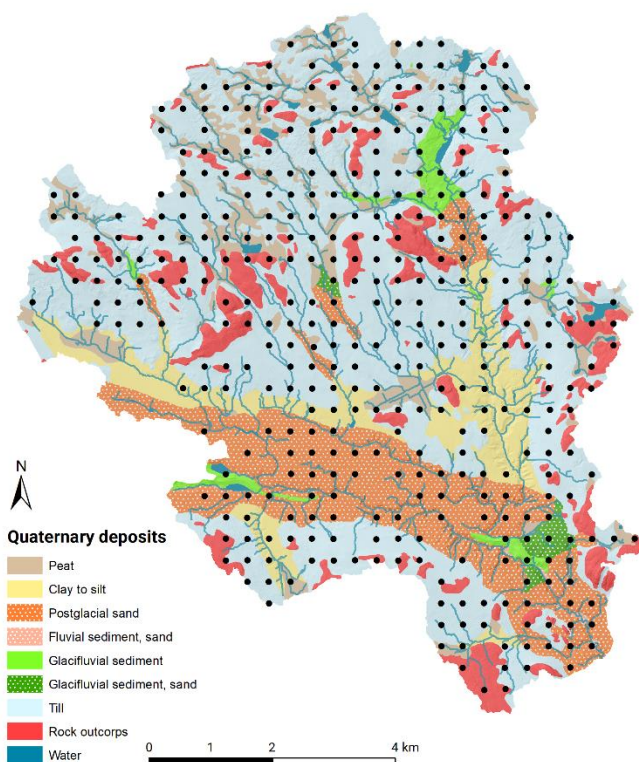 N
Quaternary deposits
Peat
Clay to silt
Postglacial sand
Fluvial sediment, sand
Glacifluvial sediment
Glacifluvial sediment, sand
Till
Rock outcorps
Water
0 1 2 4 km